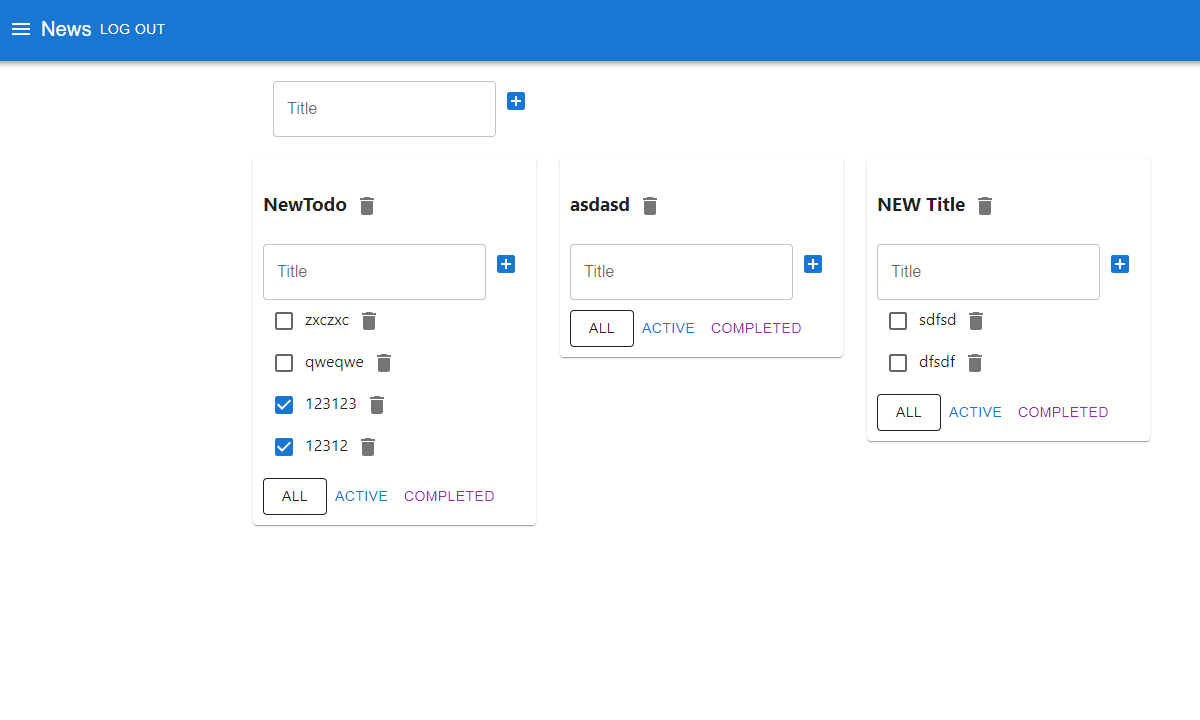 News LOG OUT
Title
NewTodo
Title
zxczxc
qweqwe
123123
12312
ALL ACTIVE COMPLETED
asdasd
Title
ALL ACTIVE COMPLETED
NEW Title
Title
sdfsd
dfsdf
ALL ACTIVE COMPLETED